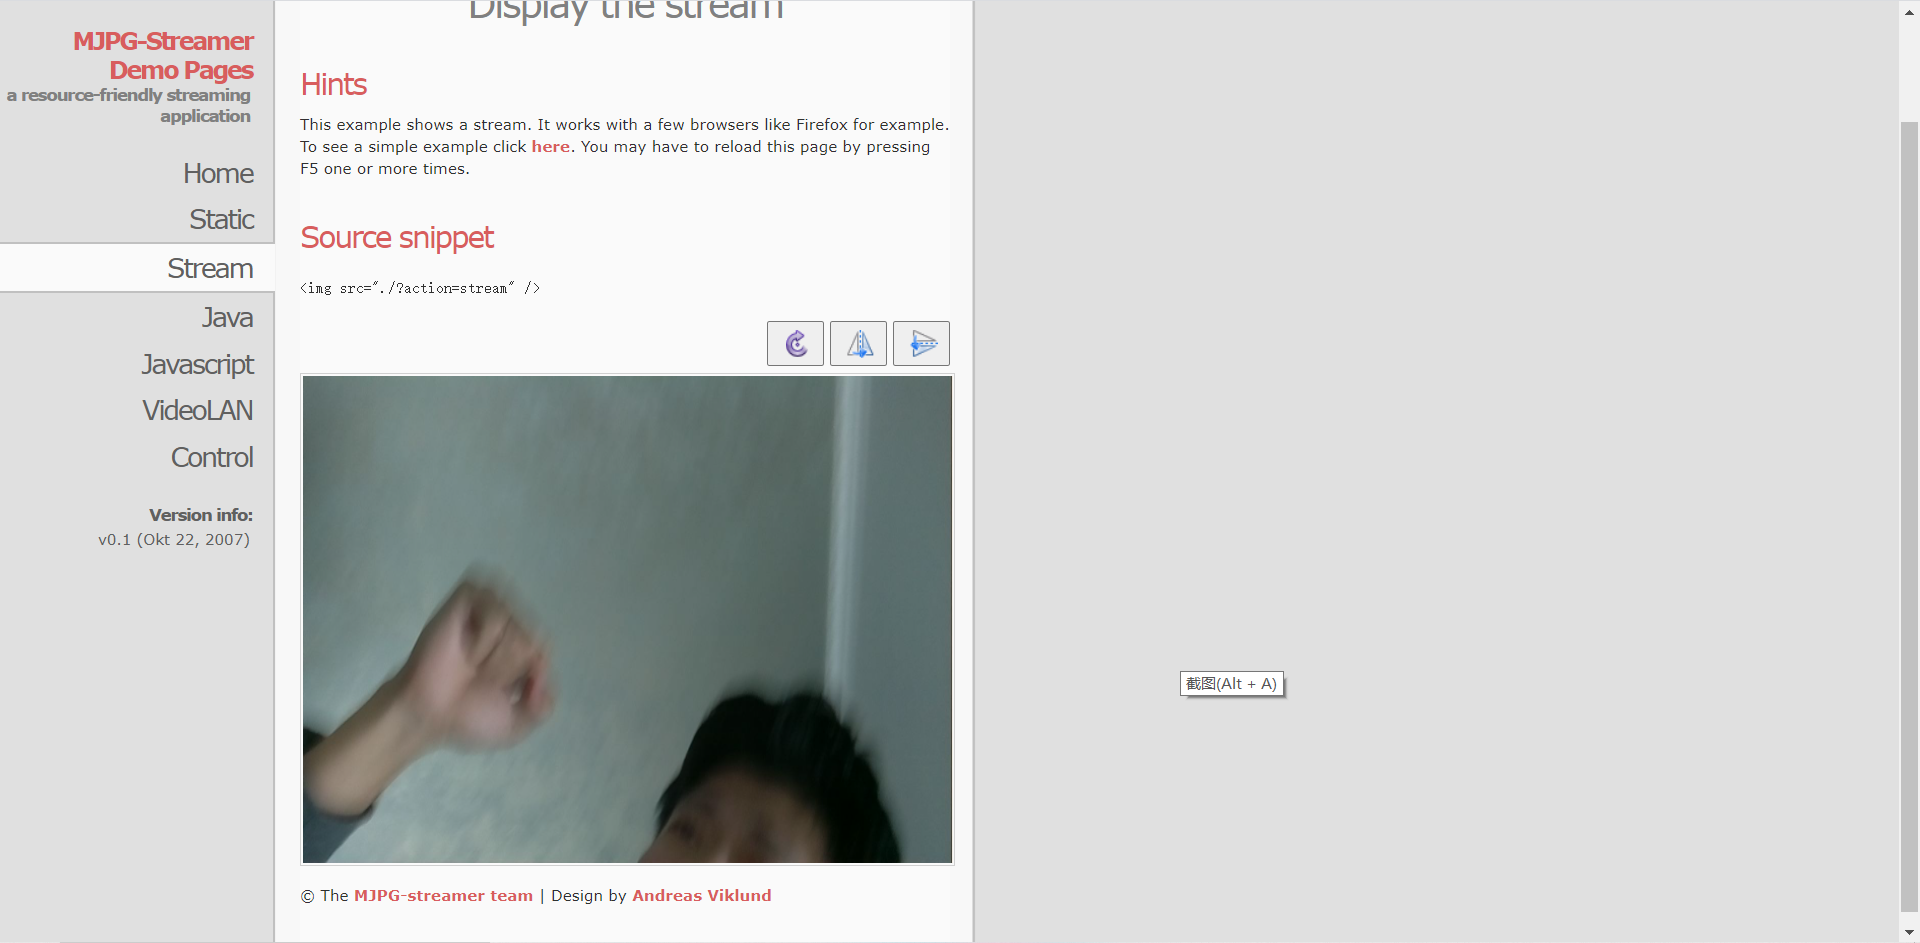 MJPG-Streamer
Demo Pages
a resource-friendly streaming
application
Home
Static
Stream
Java
Javascript
VideoLAN
Control
Version info:
v0.1 (Okt 22, 2007)
Display the stream
Hints
This example shows a stream. It works with a few browsers like Firefox for example.
To see a simple example click here. You may have to reload this page by pressing
F5 one or more times.
Source snippet
<img src="./?action=stream" />
截图(Alt + A)
© The MJPG-streamer team | Design by Andreas Viklund